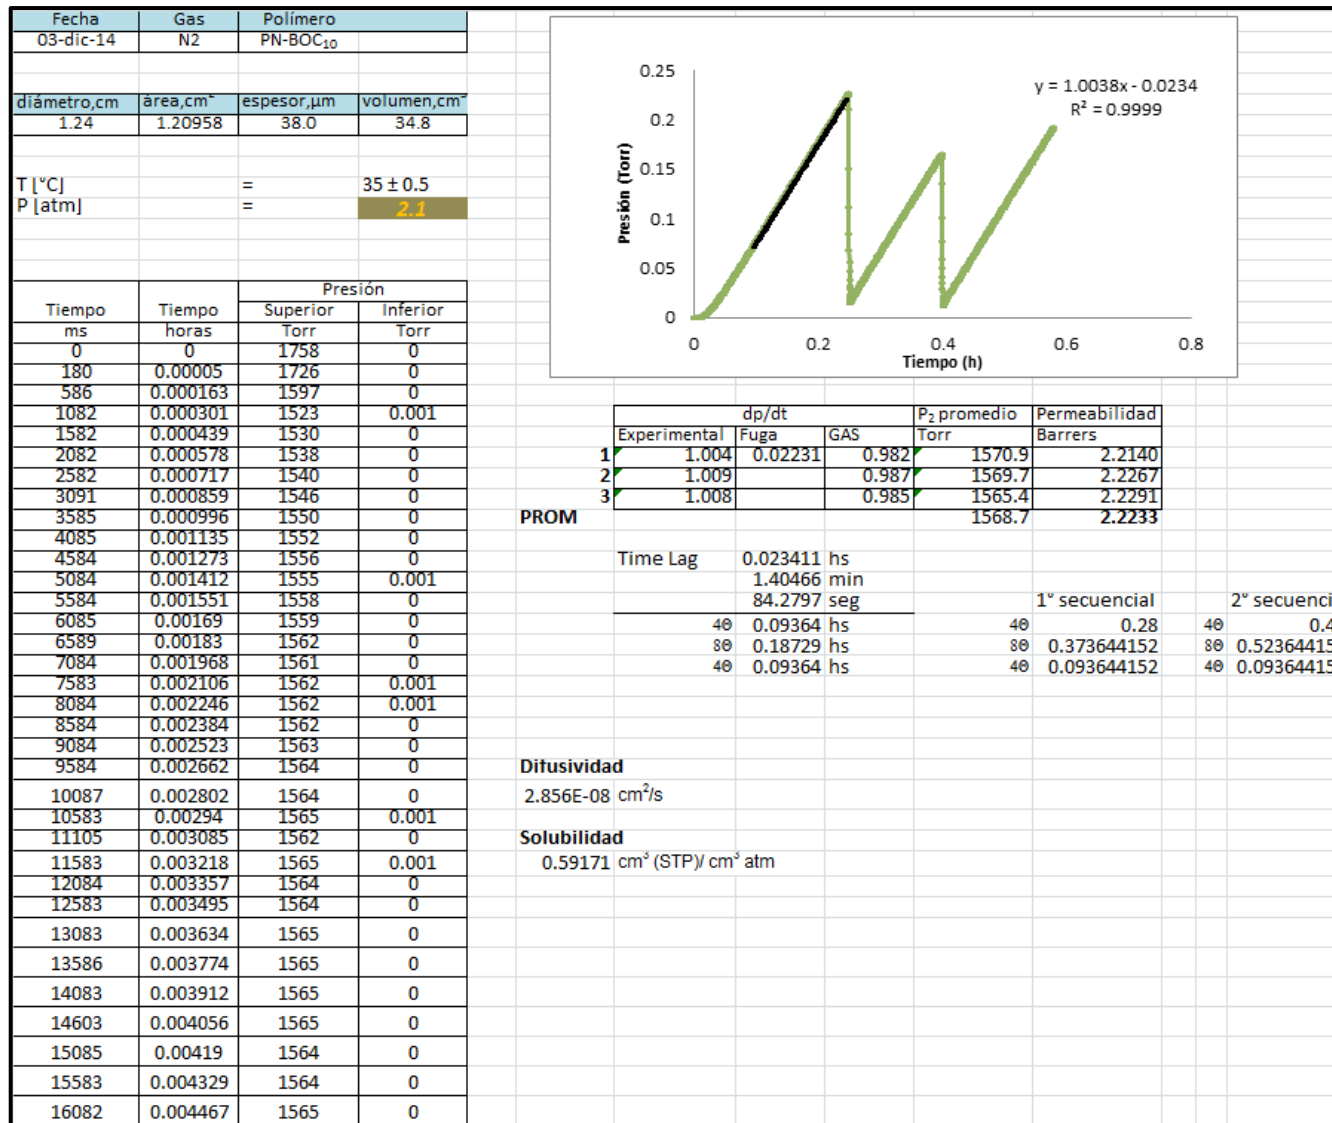 Fecha Gas Polímero
03-dic-14 N2 PN-BOC₁₀
diámetro,cm área,cm² espesor,µm volumen,cm³
1.24 1.20958 38.0 34.8
T [°C] = 35 ± 0.5
P [atm] = 2.1
Presión
Tiempo Tiempo Superior Inferior
ms horas Torr Torr
0 0 1758 0
180 0.00005 1726 0
586 0.000163 1597 0
1082 0.000301 1523 0.001
1582 0.000439 1530 0
2082 0.000578 1538 0
2582 0.000717 1540 0
3091 0.000859 1546 0
3585 0.000996 1550 0
4085 0.001135 1552 0
4584 0.001273 1556 0
5084 0.001412 1555 0.001
5584 0.001551 1558 0
6085 0.00169 1559 0
6589 0.00183 1562 0
7084 0.001968 1561 0
7583 0.002106 1562 0.001
8084 0.002246 1562 0.001
8584 0.002384 1562 0
9084 0.002523 1563 0
9584 0.002662 1564 0
10087 0.002802 1564 0
10583 0.00294 1565 0.001
11105 0.003085 1562 0
11583 0.003218 1565 0.001
12084 0.003357 1564 0
12583 0.003495 1564 0
13083 0.003634 1565 0
13586 0.003774 1565 0
14083 0.003912 1565 0
14603 0.004056 1565 0
15085 0.00419 1564 0
15583 0.004329 1564 0
16082 0.004467 1565 0
y = 1.0038x - 0.0234
R² = 0.9999
Presión (Torr)
0.25
0.2
0.15
0.1
0.05
0
0 0.2 0.4 0.6 0.8
Tiempo (h)
dp/dt P₂ promedio Permeabilidad
Experimental Fuga GAS Torr Barrers
1 1.004 0.02231 0.982 1570.9 2.2140
2 1.009 0.987 1569.7 2.2267
3 1.008 0.985 1565.4 2.2291
PROM 1568.7 2.2233
Time Lag 0.023411 hs
1.40466 min
84.2797 seg 1° secuencial 2° secuenci
4θ 0.09364 hs 4θ 0.28 4θ 0.4
8θ 0.18729 hs 8θ 0.373644152 8θ 0.52364415
4θ 0.09364 hs 4θ 0.093644152 4θ 0.09364415
Difusividad
2.856E-08 cm²/s
Solubilidad
0.59171 cm³ (STP)/ cm³ atm